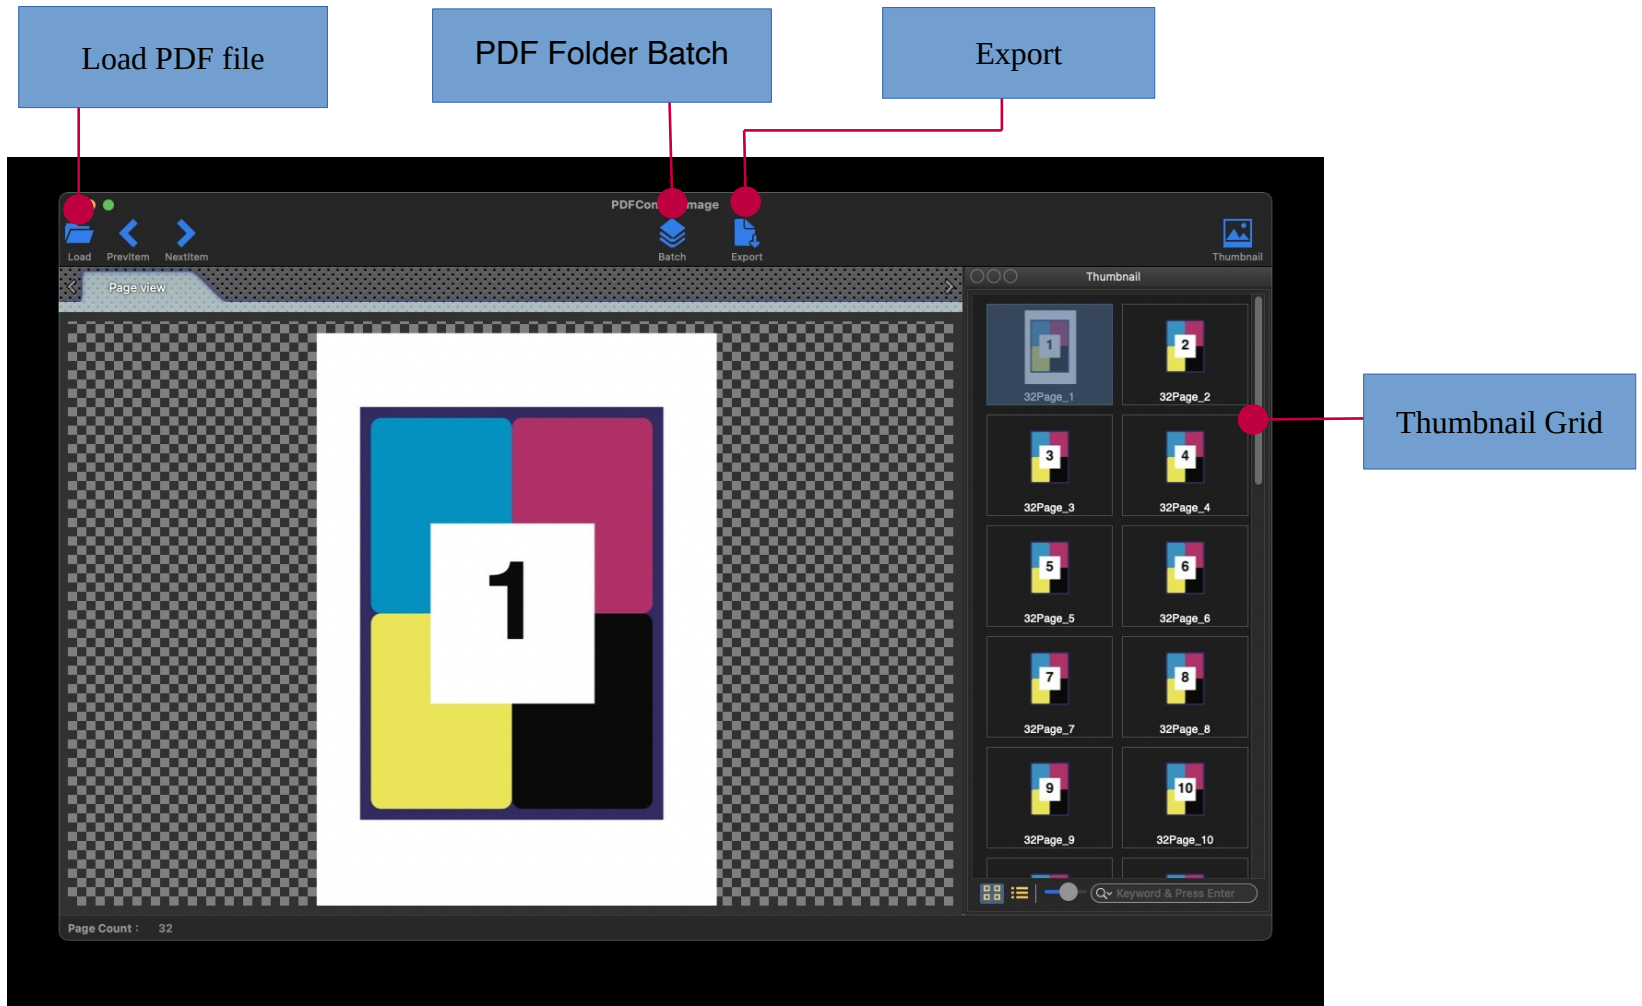 Load PDF file
PDF Folder Batch
Export
Load
PrevItem
NextItem
Batch
Export
Thumbnail
Page view
Thumbnail
1
1
32Page_1
2
32Page_2
3
32Page_3
4
32Page_4
5
32Page_5
6
32Page_6
7
32Page_7
8
32Page_8
9
32Page_9
10
32Page_10
Thumbnail Grid
Keyword & Press Enter
Page Count : 32